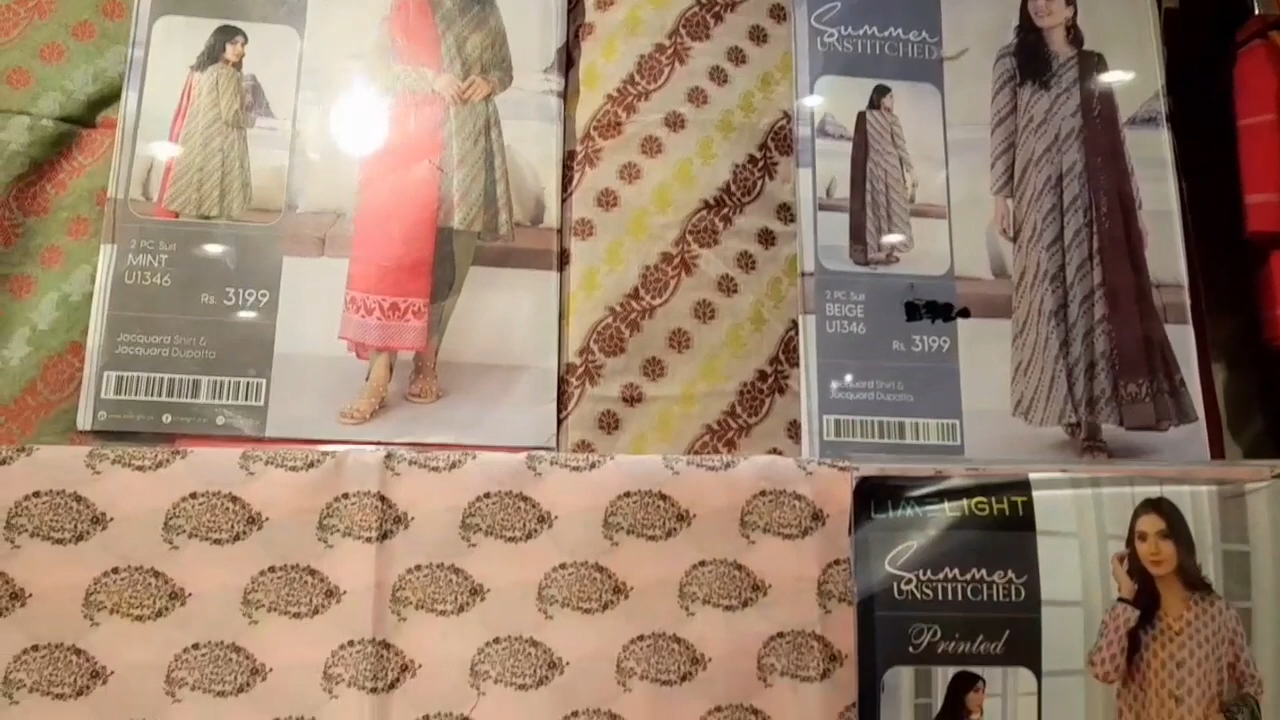 2 PC Suit
MINT
U1346
Rs. 3199
Jacquard Shirt &
Jacquard Dupatta
Summer
UNSTITCHED
2 PC Suit
BEIGE
U1346
Rs. 3199
Jacquard Shirt &
Jacquard Dupatta
LIMELIGHT
Summer
UNSTITCHED
Printed